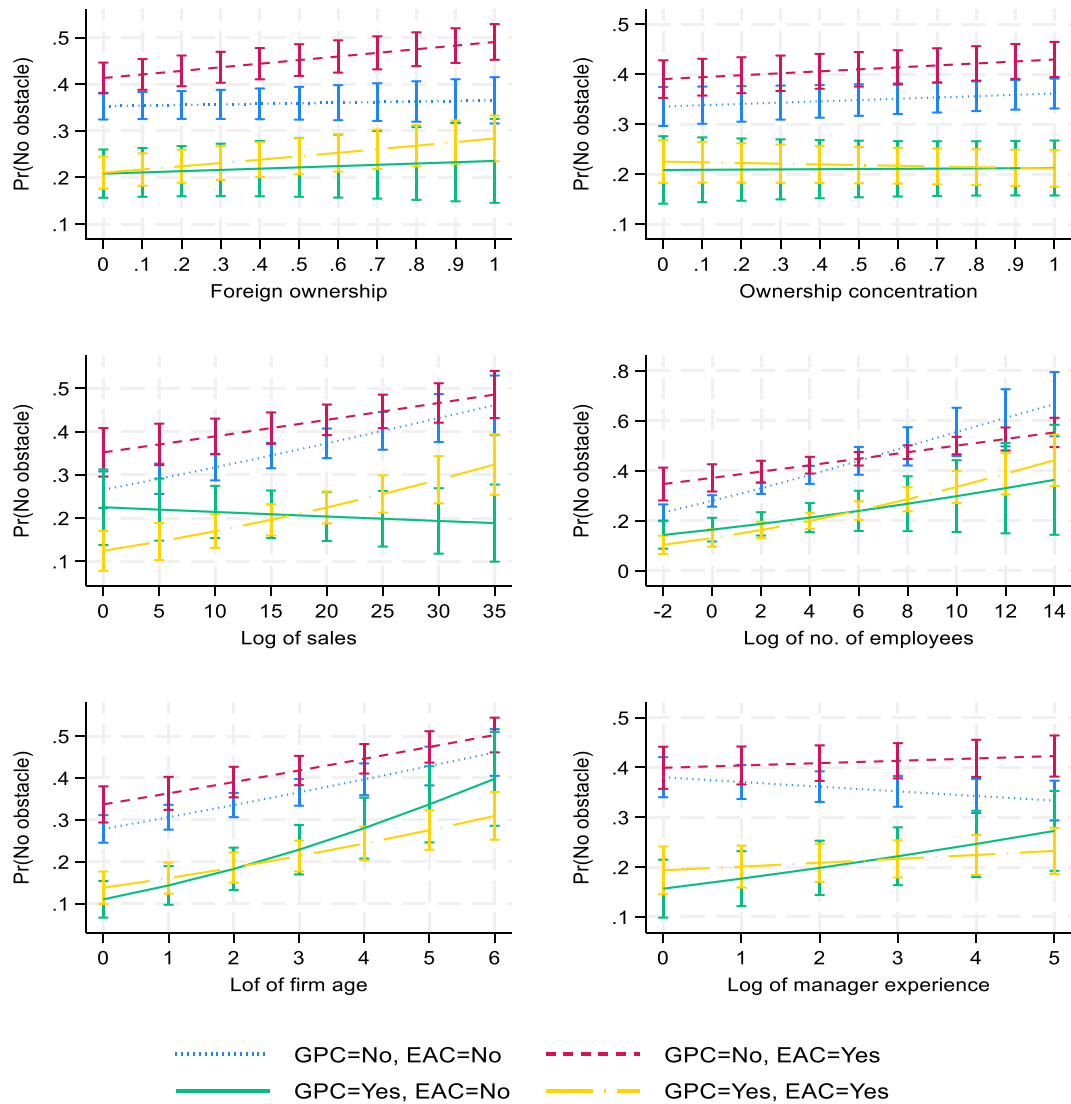 Pr(No obstacle)
.5
.4
.3
.2
.1
0 .1 .2 .3 .4 .5 .6 .7 .8 .9 1
Foreign ownership
Pr(No obstacle)
.5
.4
.3
.2
.1
0 .1 .2 .3 .4 .5 .6 .7 .8 .9 1
Ownership concentration
Pr(No obstacle)
.5
.4
.3
.2
.1
0 5 10 15 20 25 30 35
Log of sales
Pr(No obstacle)
.8
.6
.4
.2
0
-2 0 2 4 6 8 10 12 14
Log of no. of employees
Pr(No obstacle)
.5
.4
.3
.2
.1
0 1 2 3 4 5 6
Lof of firm age
Pr(No obstacle)
.5
.4
.3
.2
.1
0 1 2 3 4 5
Log of manager experience
GPC=No, EAC=No
GPC=No, EAC=Yes
GPC=Yes, EAC=No
GPC=Yes, EAC=Yes